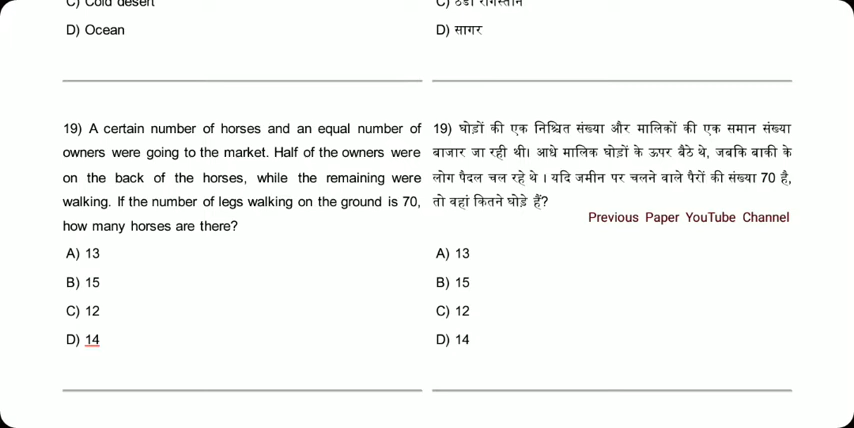 C) Cold desert
D) Ocean
19) A certain number of horses and an equal number of
owners were going to the market. Half of the owners were
on the back of the horses, while the remaining were
walking. If the number of legs walking on the ground is 70,
how many horses are there?
A) 13
B) 15
C) 12
D) 14
C) ठंडा रेगिस्तान
D) सागर
19) घोड़ों की एक निश्चित संख्या और मालिकों की एक समान संख्या
बाजार जा रही थी। आधे मालिक घोड़ों के ऊपर बैठे थे, जबकि बाकी के
लोग पैदल चल रहे थे । यदि जमीन पर चलने वाले पैरों की संख्या 70 है,
तो वहां कितने घोड़े हैं?
Previous Paper YouTube Channel
A) 13
B) 15
C) 12
D) 14